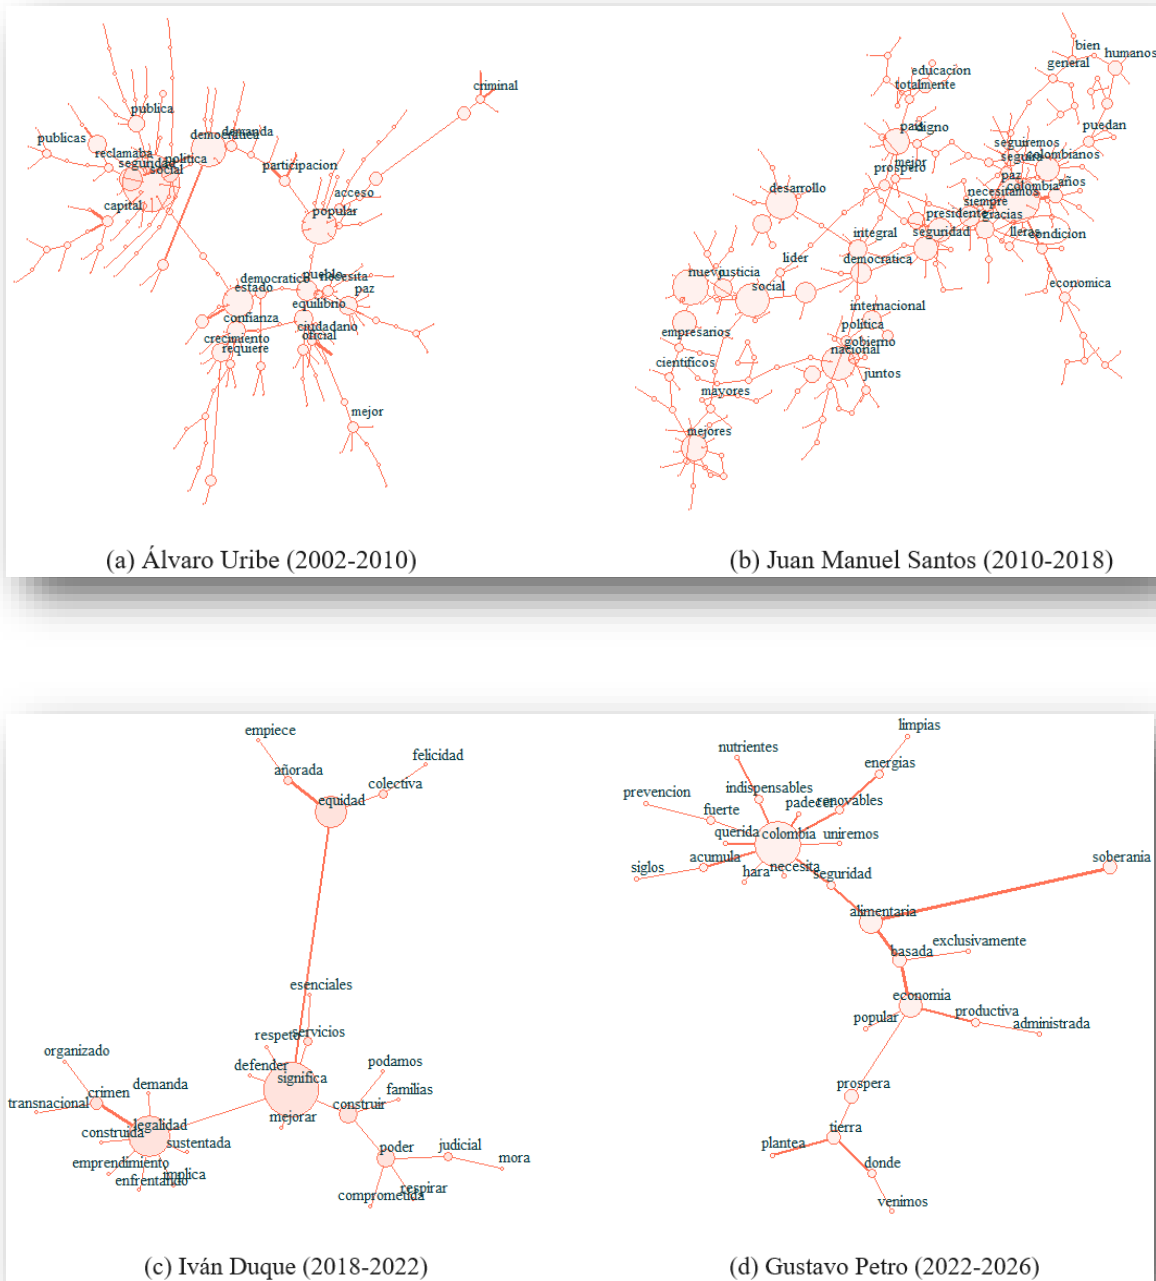 criminal
publica
publicas
democratica
demanda
reclamaba
politica
seguridad
social
participacion
acceso
capital
popular
democratico
pueblo
necesita
estado
paz
equilibrio
confianza
ciudadano
crecimiento
oficial
requiere
mejor
(a) Álvaro Uribe (2002-2010)
bien
humanos
general
educacion
totalmente
puedan
pais
digno
seguiremos
mejor
seguira
colombianos
prospero
paz
desarrollo
necesitamos
colombia
años
siempre
presidente
gracias
integral
seguridad
lleras
condicion
lider
democratica
nuevo
justicia
social
economica
internacional
empresarios
politica
gobierno
cientificos
nacional
juntos
mayores
mejores
(b) Juan Manuel Santos (2010-2018)
empiece
felicidad
añorada
colectiva
equidad
esenciales
respeto
servicios
organizado
defender
podamos
significa
crimen
demanda
familias
transnacional
construir
legalidad
mejorar
construida
sustentada
poder
judicial
mora
emprendimiento
implica
enfrentando
comprometida
respirar
(c) Iván Duque (2018-2022)
limpias
nutrientes
energias
indispensables
prevencion
padecer
renovables
fuerte
querida
colombia
uniremos
acumula
siglos
hara
necesita
seguridad
soberania
alimentaria
basada
exclusivamente
economia
popular
productiva
administrada
prospera
tierra
plantea
donde
venimos
(d) Gustavo Petro (2022-2026)